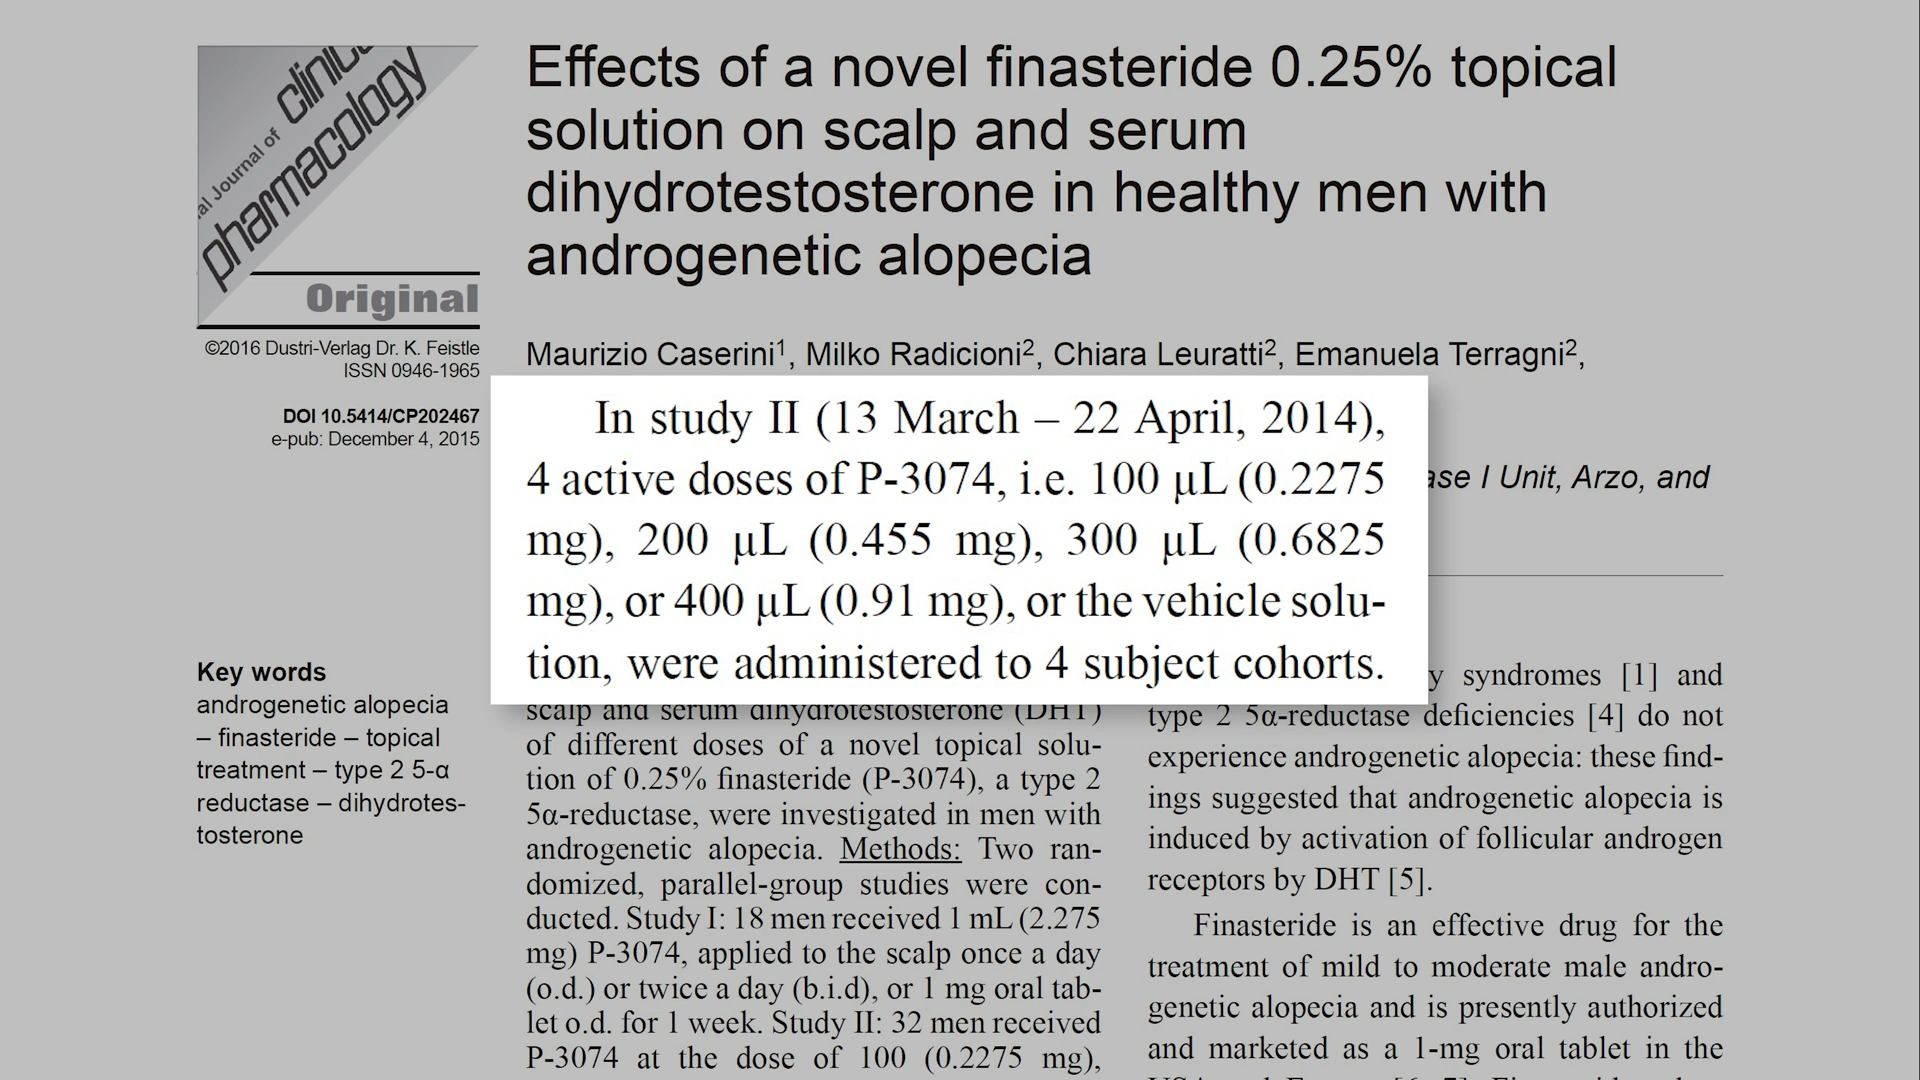 al Journal of
clinical
pharmacology
Original
©2016 Dustri-Verlag Dr. K. Feistle
ISSN 0946-1965
DOI 10.5414/CP202467
e-pub: December 4, 2015
Effects of a novel finasteride 0.25% topical
solution on scalp and serum
dihydrotestosterone in healthy men with
androgenetic alopecia
Maurizio Caserini1, Milko Radicioni2, Chiara Leuratti2, Emanuela Terragni2,
ase I Unit, Arzo, and
In study II (13 March – 22 April, 2014),
4 active doses of P-3074, i.e. 100 µL (0.2275
mg), 200 µL (0.455 mg), 300 µL (0.6825
mg), or 400 µL (0.91 mg), or the vehicle solu-
tion, were administered to 4 subject cohorts.
Key words
androgenetic alopecia
– finasteride – topical
treatment – type 2 5-α
reductase – dihydrotes-
tosterone
scalp and serum dihydrotestosterone (DHT)
of different doses of a novel topical solu-
tion of 0.25% finasteride (P-3074), a type 2
5α-reductase, were investigated in men with
androgenetic alopecia. Methods: Two ran-
domized, parallel-group studies were con-
ducted. Study I: 18 men received 1 mL (2.275
mg) P-3074, applied to the scalp once a day
(o.d.) or twice a day (b.i.d), or 1 mg oral tab-
let o.d. for 1 week. Study II: 32 men received
P-3074 at the dose of 100 (0.2275 mg),
y syndromes [1] and
type 2 5α-reductase deficiencies [4] do not
experience androgenetic alopecia: these find-
ings suggested that androgenetic alopecia is
induced by activation of follicular androgen
receptors by DHT [5].
Finasteride is an effective drug for the
treatment of mild to moderate male andro-
genetic alopecia and is presently authorized
and marketed as a 1-mg oral tablet in the